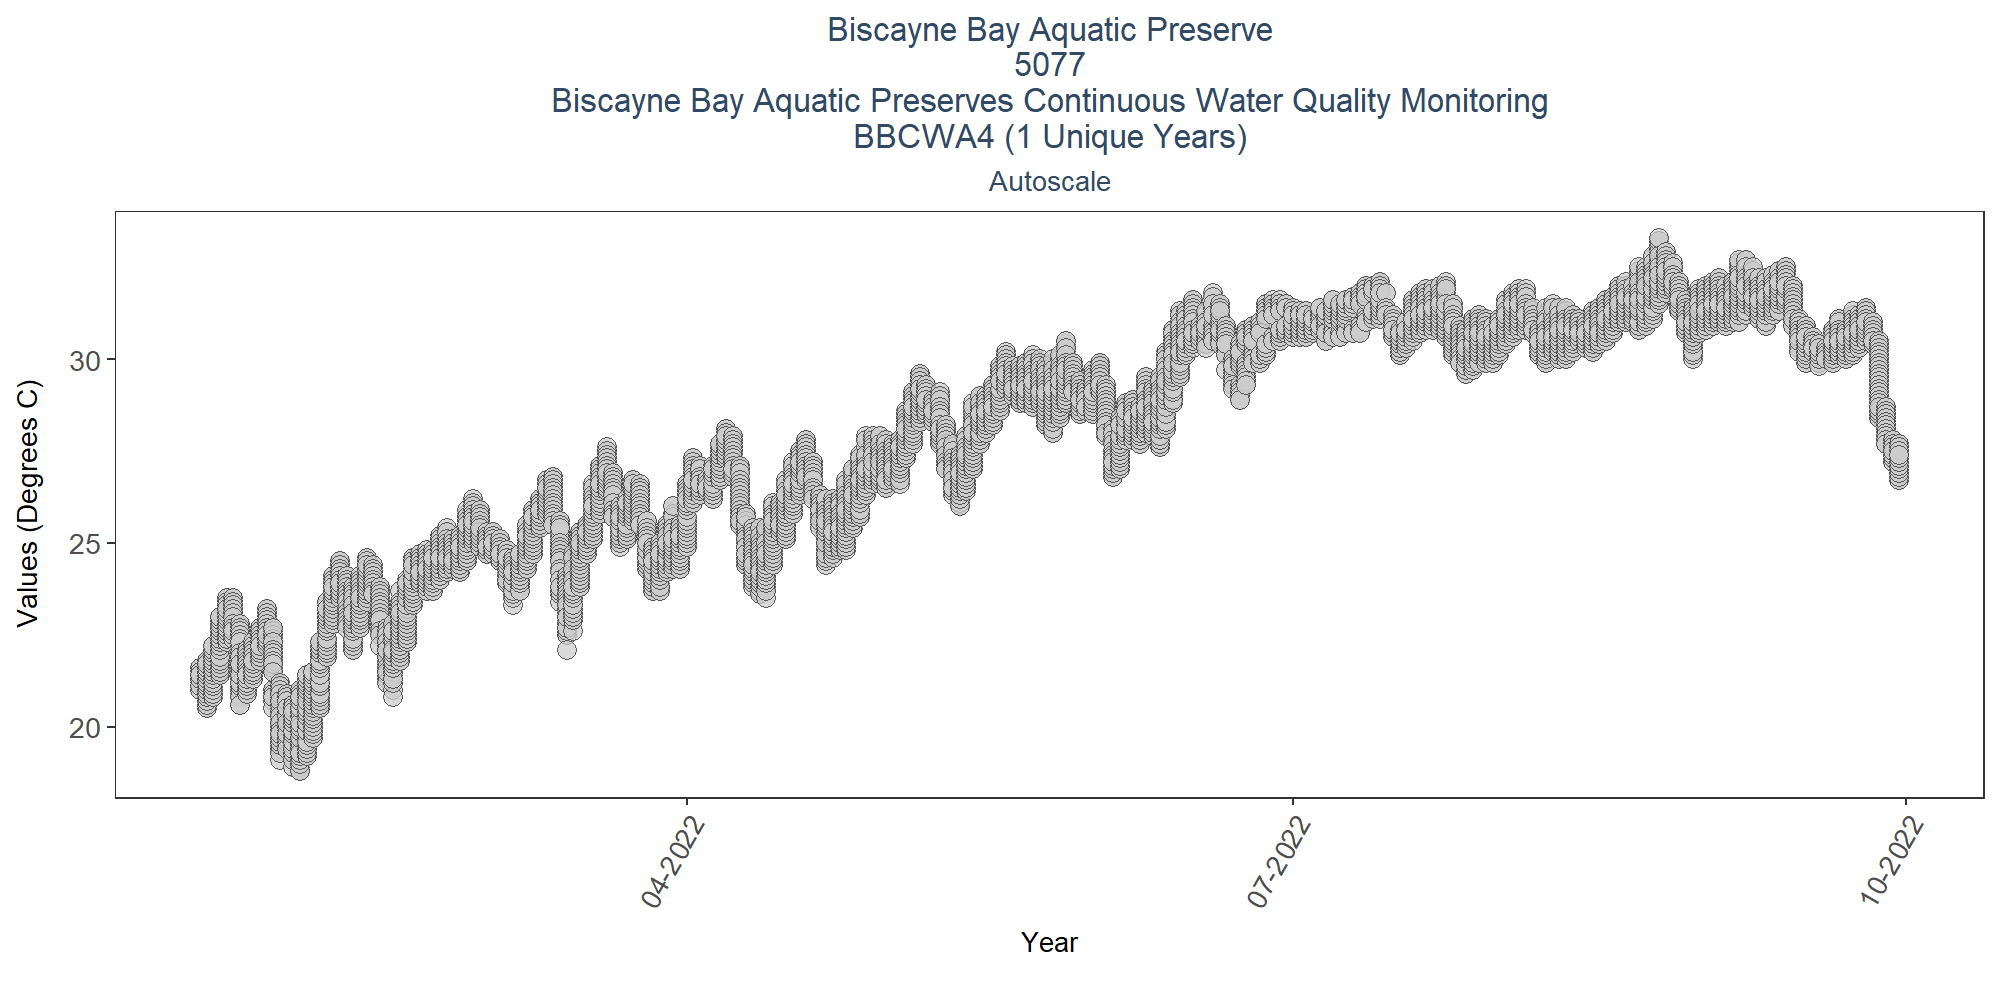 Biscayne Bay Aquatic Preserve
5077
Biscayne Bay Aquatic Preserves Continuous Water Quality Monitoring
BBCWA4 (1 Unique Years)
Autoscale
Values (Degrees C)
30
25
20
04-2022
07-2022
10-2022
Year